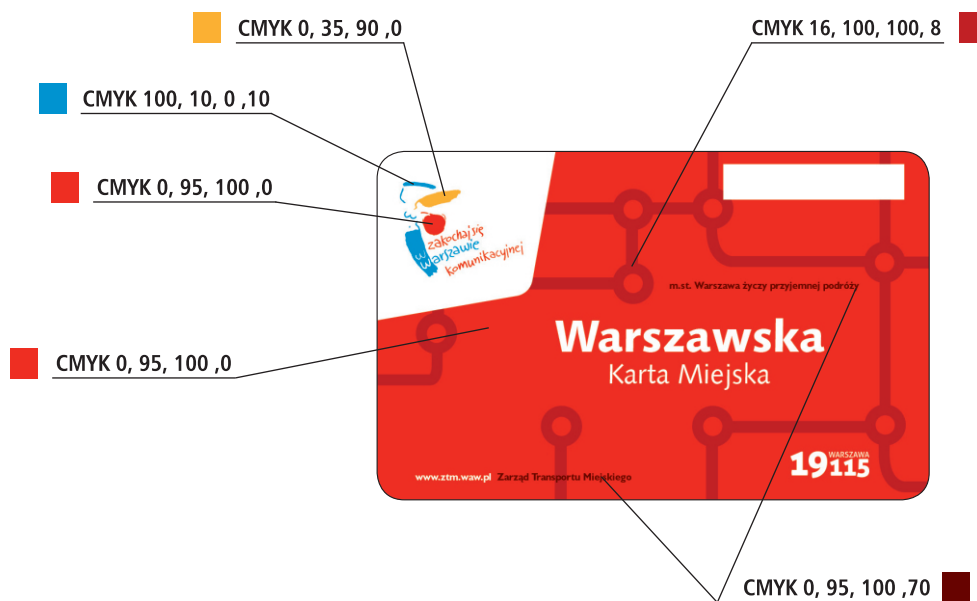 CMYK 0, 35, 90 ,0
CMYK 16, 100, 100, 8
CMYK 100, 10, 0 ,10
CMYK 0, 95, 100 ,0
zakochaj się
w warszawie
komunikacyjnej
m.st. Warszawa życzy przyjemnej podróży
Warszawska
Karta Miejska
CMYK 0, 95, 100 ,0
19115 WARSZAWA
www.ztm.waw.pl Zarząd Transportu Miejskiego
CMYK 0, 95, 100 ,70